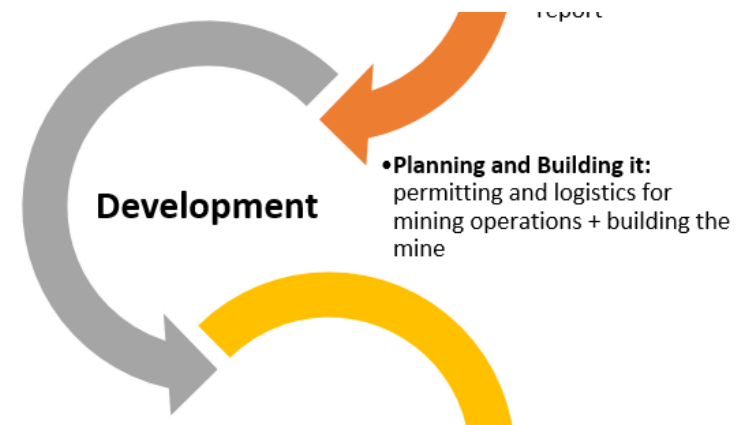 report
Development
•Planning and Building it:
permitting and logistics for
mining operations + building the
mine